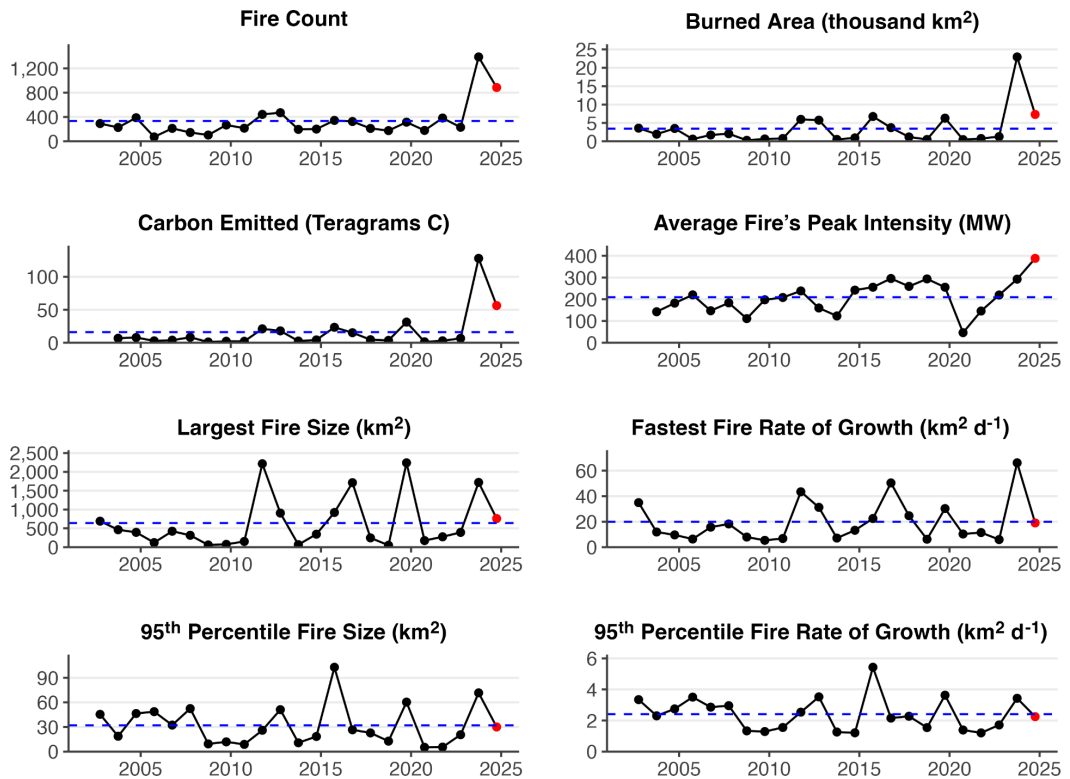 Fire Count
1,200
800
400
0
2005 2010 2015 2020 2025
Burned Area (thousand km²)
25
20
15
10
5
0
2005 2010 2015 2020 2025
Carbon Emitted (Teragrams C)
100
50
0
2005 2010 2015 2020 2025
Average Fire's Peak Intensity (MW)
400
300
200
100
0
2005 2010 2015 2020 2025
Largest Fire Size (km²)
2,500
2,000
1,500
1,000
500
0
2005 2010 2015 2020 2025
Fastest Fire Rate of Growth (km² d⁻¹)
60
40
20
0
2005 2010 2015 2020 2025
95ᵗʰ Percentile Fire Size (km²)
90
60
30
0
2005 2010 2015 2020 2025
95ᵗʰ Percentile Fire Rate of Growth (km² d⁻¹)
6
4
2
0
2005 2010 2015 2020 2025